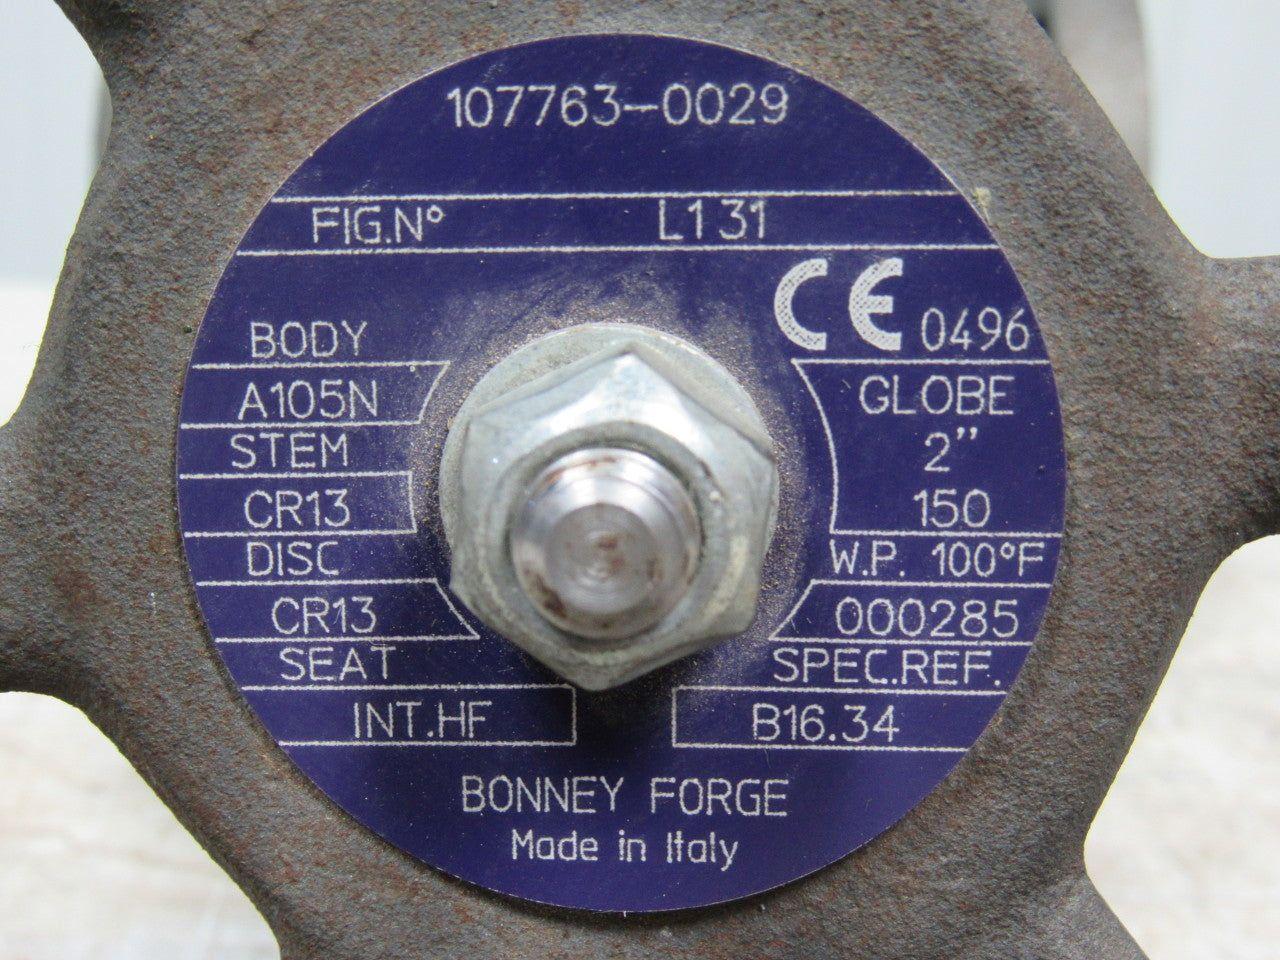 107763-0029
FIG.N° L131
CE 0496
BODY
A105N
STEM
CR13
DISC
CR13
SEAT
INT.HF
GLOBE
2"
150
W.P. 100°F
000285
SPEC.REF.
B16.34
BONNEY FORGE
Made in Italy